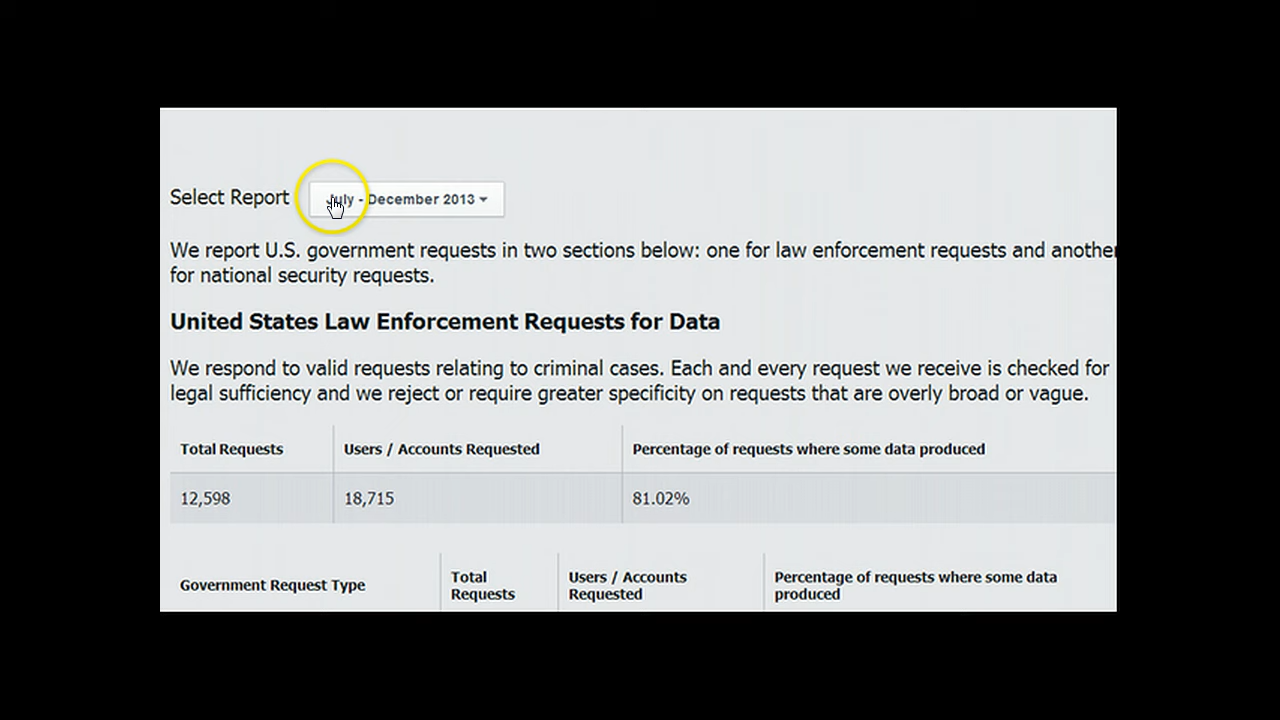 Select Report July - December 2013
We report U.S. government requests in two sections below: one for law enforcement requests and another
for national security requests.
United States Law Enforcement Requests for Data
We respond to valid requests relating to criminal cases. Each and every request we receive is checked for
legal sufficiency and we reject or require greater specificity on requests that are overly broad or vague.
Total Requests Users / Accounts Requested Percentage of requests where some data produced
12,598 18,715 81.02%
Government Request Type
Total
Requests
Users / Accounts
Requested
Percentage of requests where some data
produced